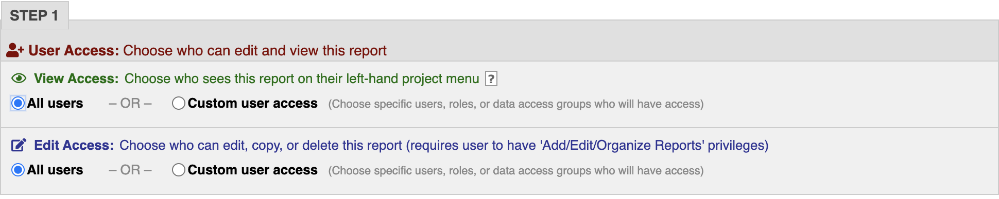 STEP 1
User Access: Choose who can edit and view this report
View Access: Choose who sees this report on their left-hand project menu ?
All users – OR – Custom user access (Choose specific users, roles, or data access groups who will have access)
Edit Access: Choose who can edit, copy, or delete this report (requires user to have 'Add/Edit/Organize Reports' privileges)
All users – OR – Custom user access (Choose specific users, roles, or data access groups who will have access)